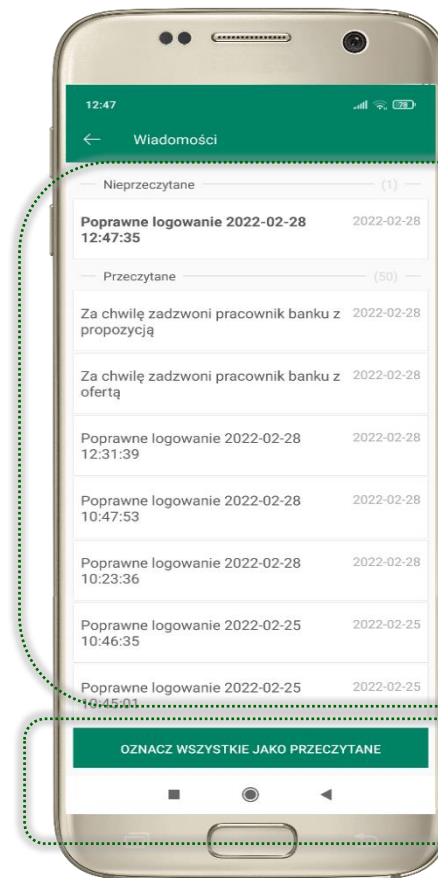 12:47
28
Wiadomości
Nieprzeczytane (1)
Poprawne logowanie 2022-02-28 2022-02-28
12:47:35
Przeczytane (50)
Za chwilę zadzwoni pracownik banku z 2022-02-28
propozycją
Za chwilę zadzwoni pracownik banku z 2022-02-28
ofertą
Poprawne logowanie 2022-02-28 2022-02-28
12:31:39
Poprawne logowanie 2022-02-28 2022-02-28
10:47:53
Poprawne logowanie 2022-02-28 2022-02-28
10:23:36
Poprawne logowanie 2022-02-25 2022-02-25
10:46:35
Poprawne logowanie 2022-02-25 2022-02-25
10:45:01
OZNACZ WSZYSTKIE JAKO PRZECZYTANE